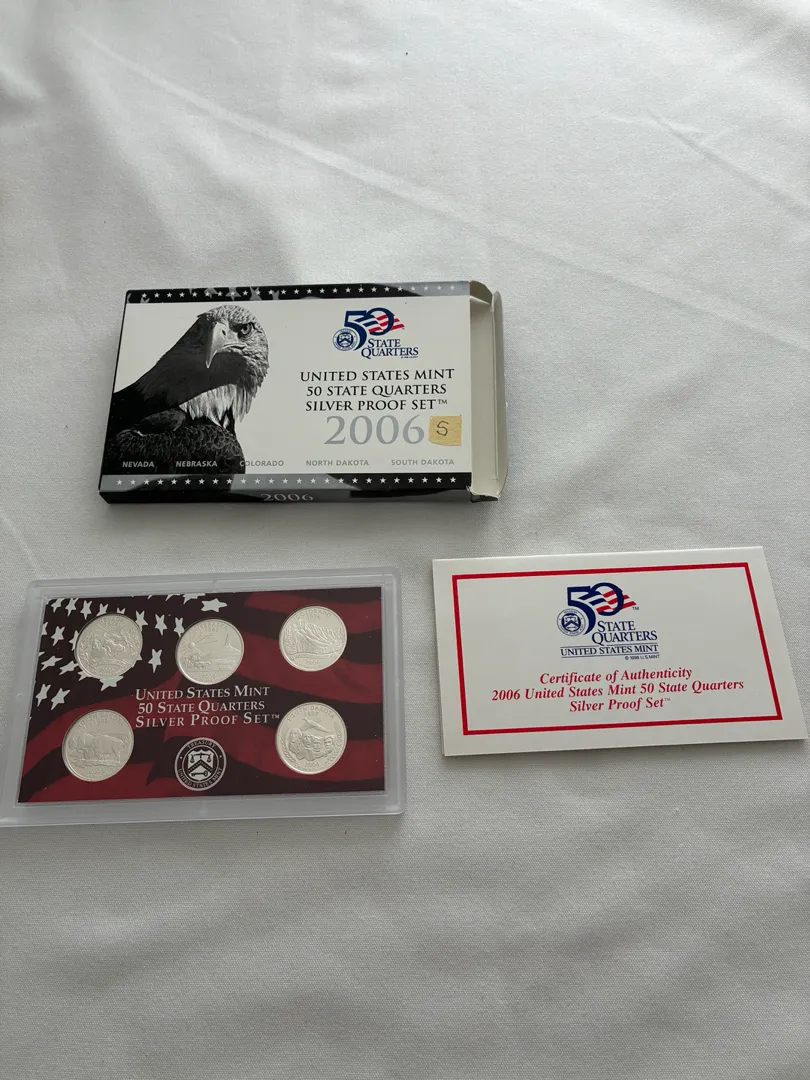 50
STATE
QUARTERS
UNITED STATES MINT
50 STATE QUARTERS
SILVER PROOF SET™
2006 S
NEVADA NEBRASKA COLORADO NORTH DAKOTA SOUTH DAKOTA
2006
UNITED STATES MINT
50 STATE QUARTERS
SILVER PROOF SET™
50
STATE
QUARTERS
UNITED STATES MINT
Certificate of Authenticity
2006 United States Mint 50 State Quarters
Silver Proof Set™